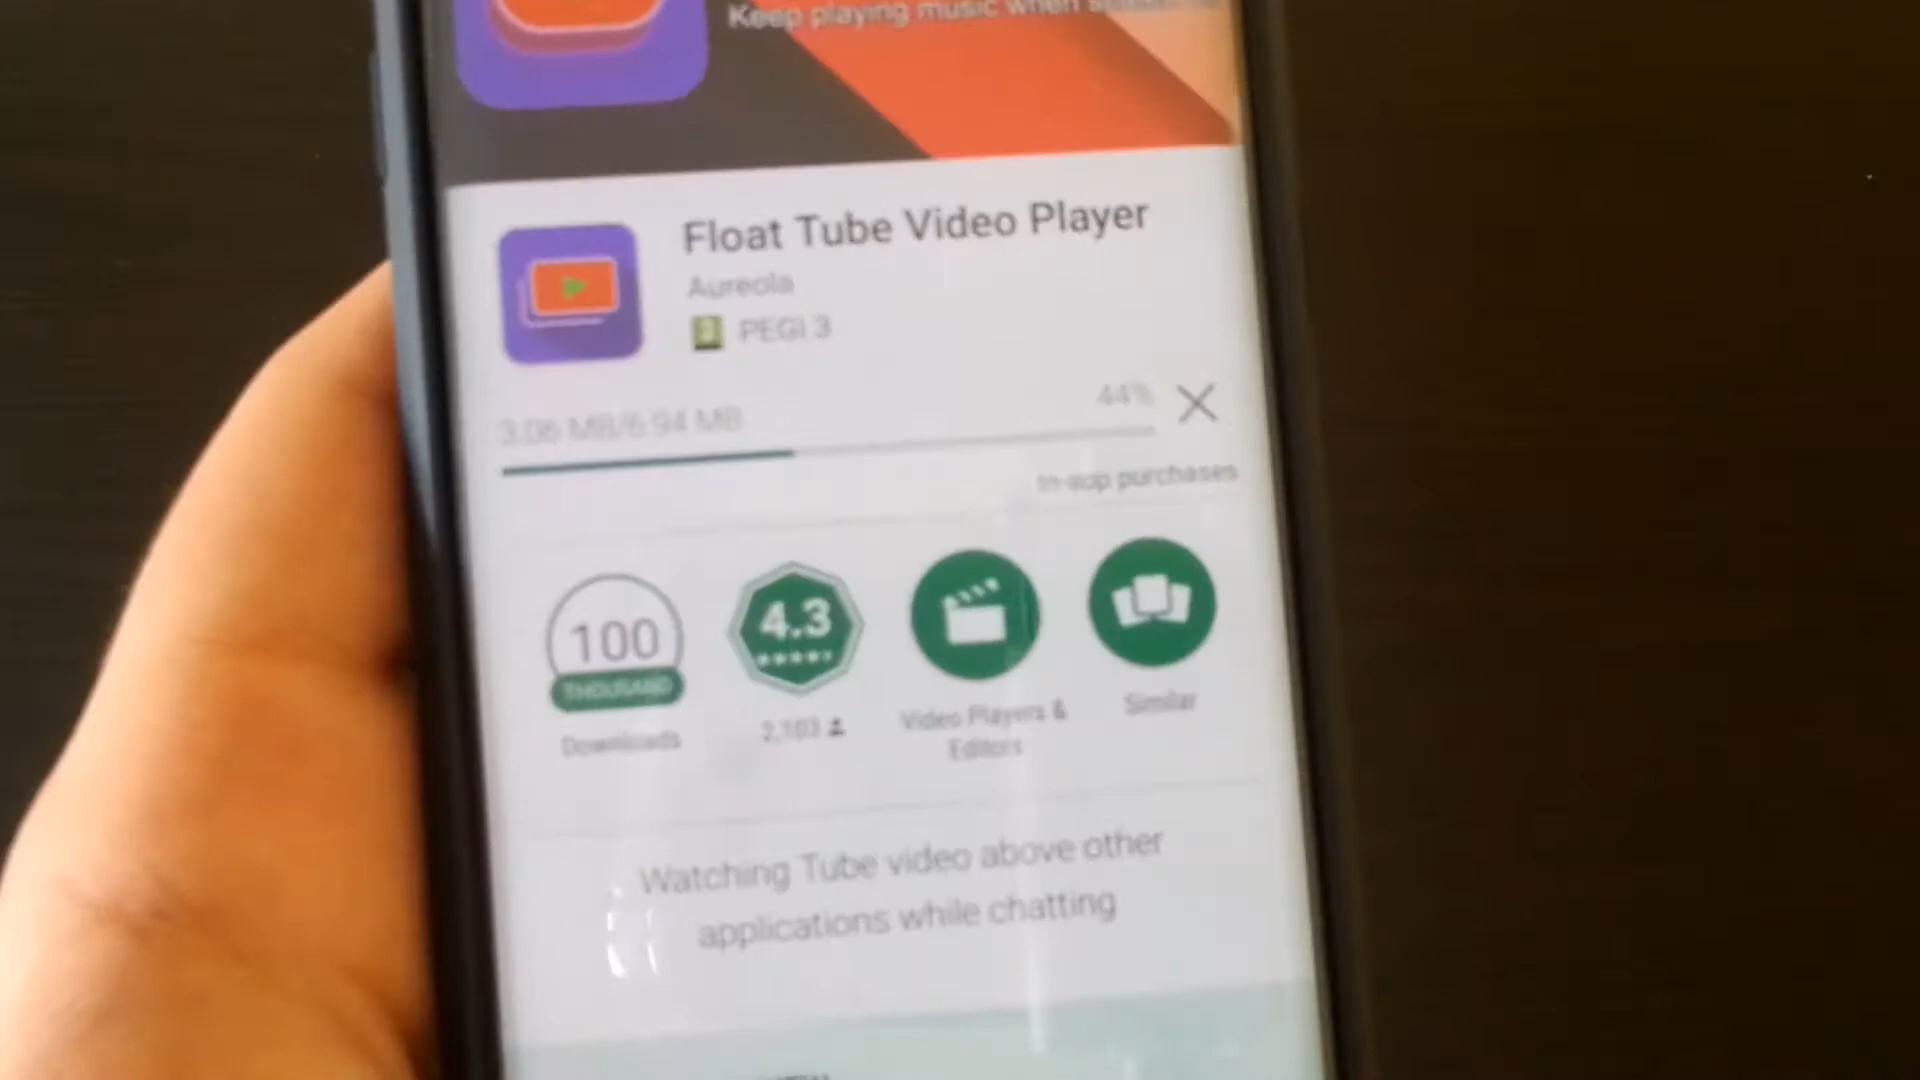 Keep playing music when
Float Tube Video Player
Aureola
3 PEGI 3
3.06 MB/6.94 MB
44%
In-app purchases
100
THOUSAND
Downloads
4.3
2,103
Video Players &
Editors
Similar
Watching Tube video above other
applications while chatting